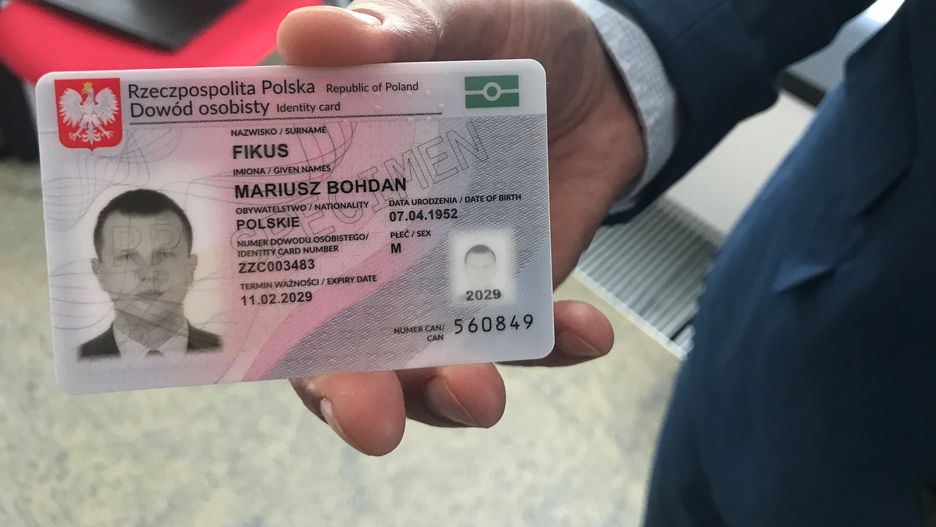 Rzeczpospolita Polska Republic of Poland
Dowód osobisty Identity card
NAZWISKO / SURNAME
FIKUS
IMIONA / GIVEN NAMES
MARIUSZ BOHDAN
OBYWATELSTWO / NATIONALITY
POLSKIE
DATA URODZENIA / DATE OF BIRTH
07.04.1952
NUMER DOWODU OSOBISTEGO/
IDENTITY CARD NUMBER
ZZC003483
PŁEĆ / SEX
M
TERMIN WAŻNOŚCI / EXPIRY DATE
11.02.2029
2029
NUMER CAN/
CAN
560849
SPECIMEN